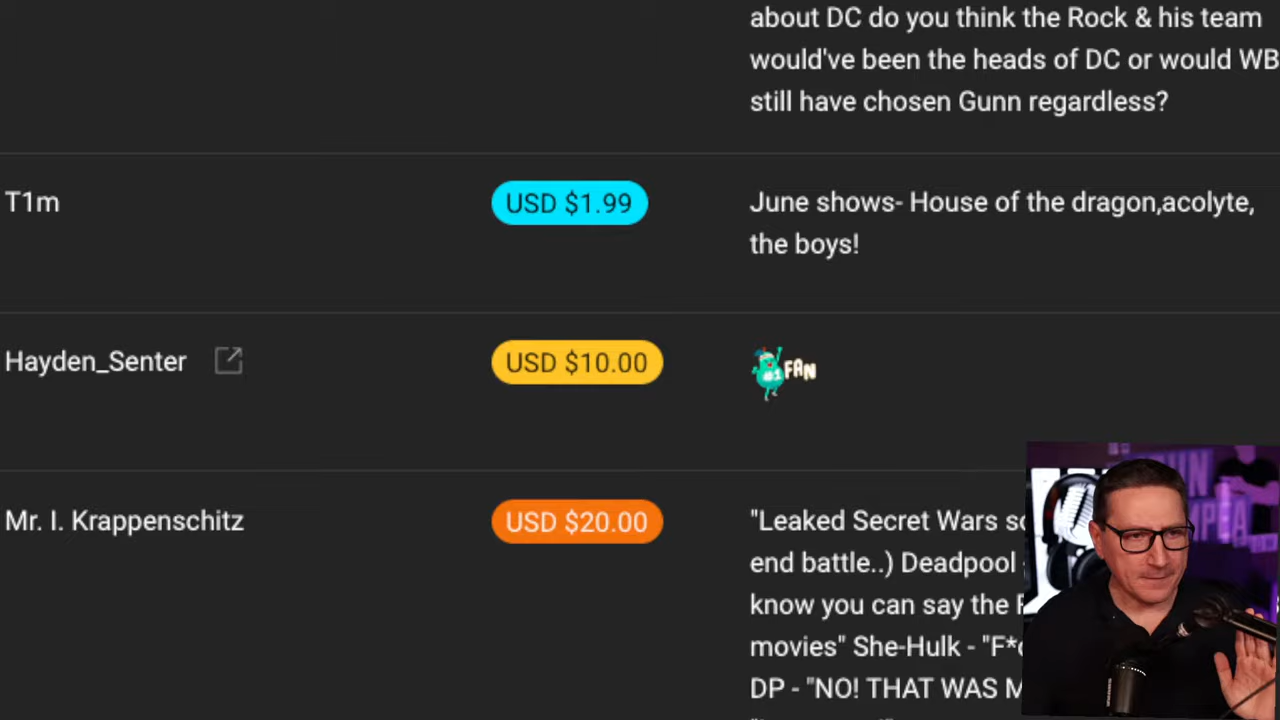 about DC do you think the Rock & his team
would've been the heads of DC or would WB
still have chosen Gunn regardless?
T1m
USD $1.99
June shows- House of the dragon,acolyte,
the boys!
Hayden_Senter
USD $10.00
#1 FAN
Mr. I. Krappenschitz
USD $20.00
"Leaked Secret Wars
end battle..) Deadpool
know you can say the
movies" She-Hulk - "F*
DP - "NO! THAT WAS